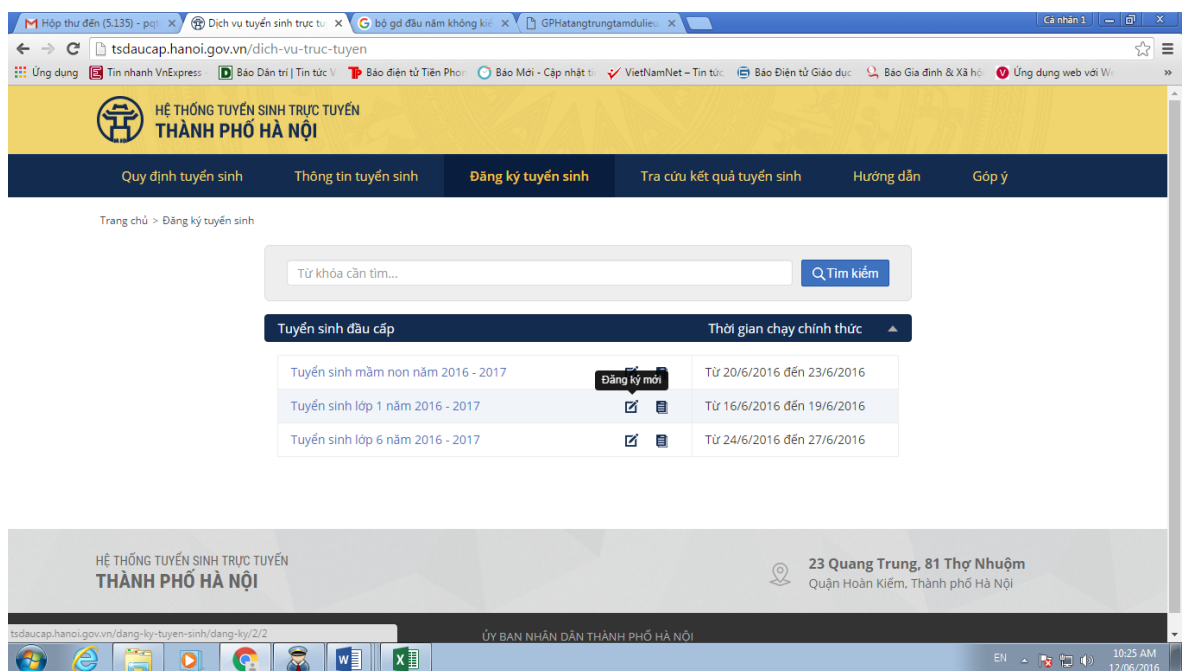 Hộp thư đến (5.135) - pqt
Dịch vụ tuyển sinh trực tu
bộ gd đầu năm không kiể
GPHatangtrungtamdulieu
Cá nhân 1
tsdaucap.hanoi.gov.vn/dich-vu-truc-tuyen
Ứng dụng
Tin nhanh VnExpress -
Báo Dân trí | Tin tức V
Báo điện tử Tiền Phon
Báo Mới - Cập nhật ti
VietNamNet – Tin tức
Báo Điện tử Giáo dục
Báo Gia đình & Xã hộ
Ứng dụng web với W
HỆ THỐNG TUYỂN SINH TRỰC TUYẾN
THÀNH PHỐ HÀ NỘI
Quy định tuyển sinh
Thông tin tuyển sinh
Đăng ký tuyển sinh
Tra cứu kết quả tuyển sinh
Hướng dẫn
Góp ý
Trang chủ > Đăng ký tuyển sinh
Từ khóa cần tìm...
Tìm kiếm
Tuyển sinh đầu cấp
Thời gian chạy chính thức
Tuyển sinh mầm non năm 2016 - 2017
Từ 20/6/2016 đến 23/6/2016
Đăng ký mới
Tuyển sinh lớp 1 năm 2016 - 2017
Từ 16/6/2016 đến 19/6/2016
Tuyển sinh lớp 6 năm 2016 - 2017
Từ 24/6/2016 đến 27/6/2016
HỆ THỐNG TUYỂN SINH TRỰC TUYẾN
THÀNH PHỐ HÀ NỘI
23 Quang Trung, 81 Thợ Nhuộm
Quận Hoàn Kiếm, Thành phố Hà Nội
tsdaucap.hanoi.gov.vn/dang-ky-tuyen-sinh/dang-ky/2/2
ỦY BAN NHÂN DÂN THÀNH PHỐ HÀ NỘI
EN
10:25 AM
12/06/2016